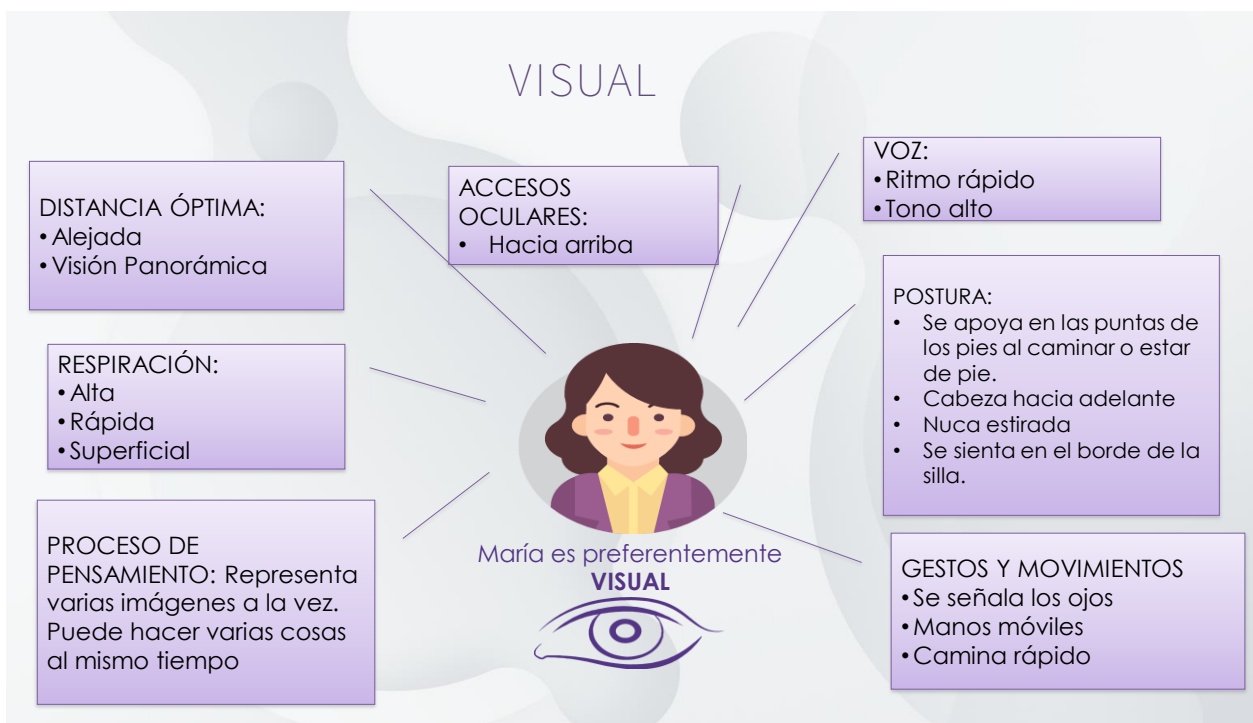 VISUAL
DISTANCIA ÓPTIMA:
• Alejada
• Visión Panorámica
ACCESOS
OCULARES:
• Hacia arriba
VOZ:
• Ritmo rápido
• Tono alto
RESPIRACIÓN:
• Alta
• Rápida
• Superficial
POSTURA:
• Se apoya en las puntas de
los pies al caminar o estar
de pie.
• Cabeza hacia adelante
• Nuca estirada
• Se sienta en el borde de la
silla.
PROCESO DE
PENSAMIENTO: Representa
varias imágenes a la vez.
Puede hacer varias cosas
al mismo tiempo
María es preferentemente
VISUAL
GESTOS Y MOVIMIENTOS
• Se señala los ojos
• Manos móviles
• Camina rápido